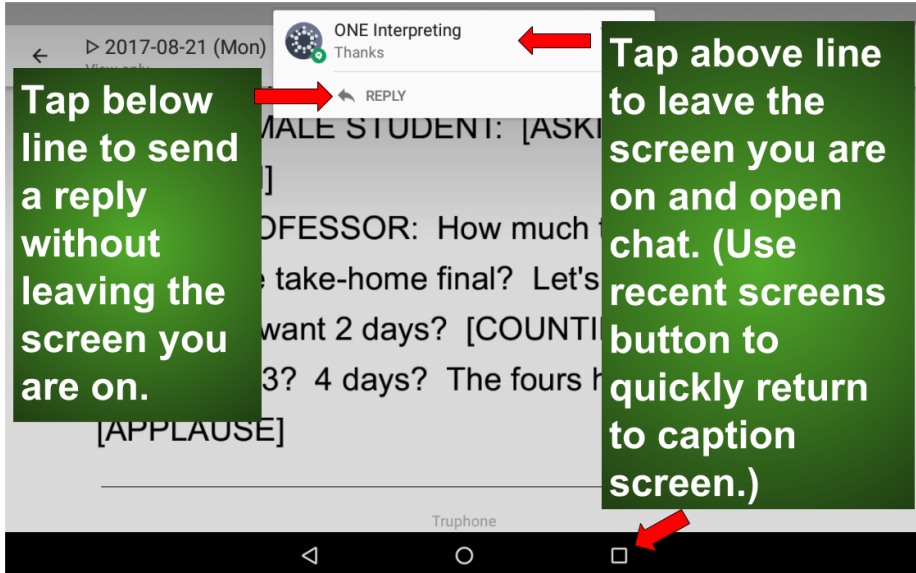 2017-08-21 (Mon)
ONE Interpreting
Thanks
REPLY
Tap below
line to send
a reply
without
leaving the
screen you
are on.
Tap above line
to leave the
screen you are
on and open
chat. (Use
recent screens
button to
quickly return
to caption
screen.)
MALE STUDENT: [ASKI
]
OFESSOR: How much
take-home final? Let's
want 2 days? [COUNTI
3? 4 days? The fours
[APPLAUSE]
Truphone